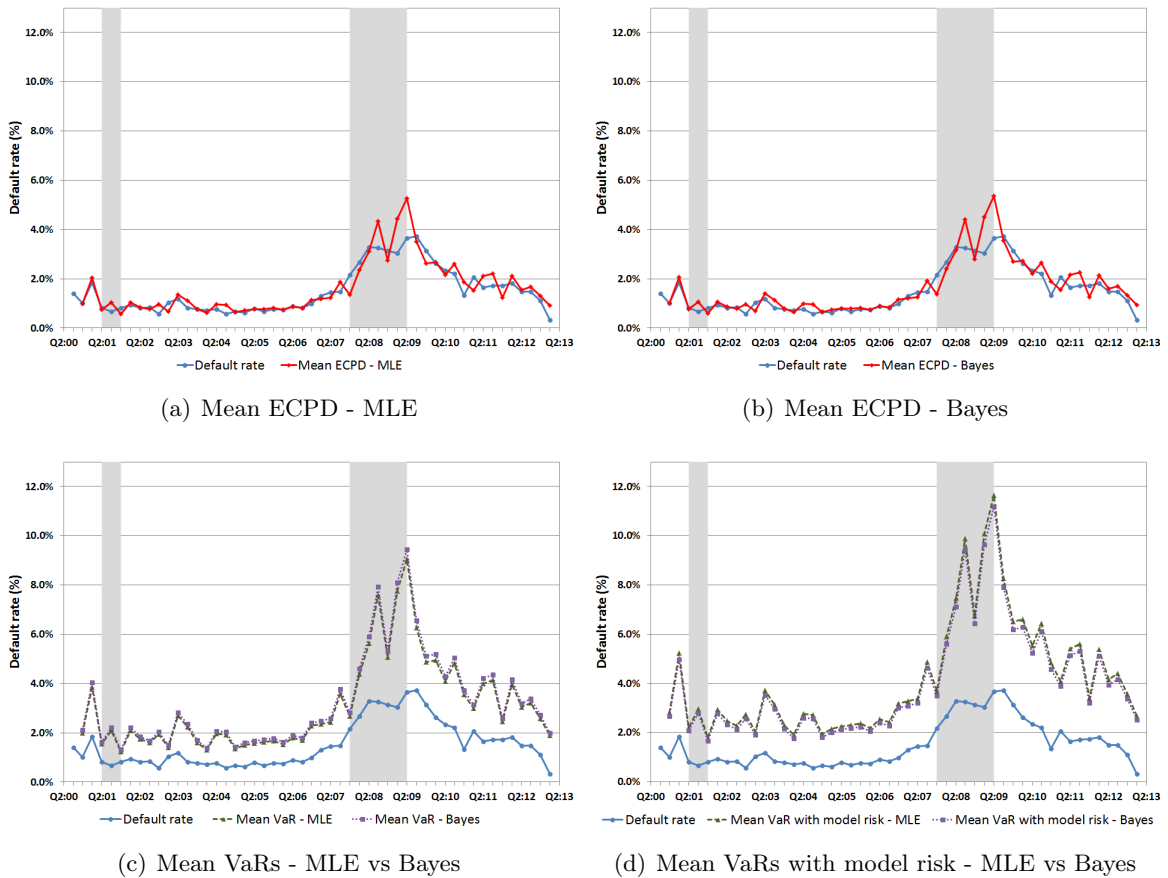 12.0%
10.0%
8.0%
6.0%
4.0%
2.0%
0.0%
Default rate (%)
Q2:00 Q2:01 Q2:02 Q2:03 Q2:04 Q2:05 Q2:06 Q2:07 Q2:08 Q2:09 Q2:10 Q2:11 Q2:12 Q2:13
Default rate Mean ECPD - MLE
(a) Mean ECPD - MLE
12.0%
10.0%
8.0%
6.0%
4.0%
2.0%
0.0%
Default rate (%)
Q2:00 Q2:01 Q2:02 Q2:03 Q2:04 Q2:05 Q2:06 Q2:07 Q2:08 Q2:09 Q2:10 Q2:11 Q2:12 Q2:13
Default rate Mean ECPD - Bayes
(b) Mean ECPD - Bayes
12.0%
10.0%
8.0%
6.0%
4.0%
2.0%
0.0%
Default rate (%)
Q2:00 Q2:01 Q2:02 Q2:03 Q2:04 Q2:05 Q2:06 Q2:07 Q2:08 Q2:09 Q2:10 Q2:11 Q2:12 Q2:13
Default rate Mean VaR - MLE Mean VaR - Bayes
(c) Mean VaRs - MLE vs Bayes
12.0%
10.0%
8.0%
6.0%
4.0%
2.0%
0.0%
Default rate (%)
Q2:00 Q2:01 Q2:02 Q2:03 Q2:04 Q2:05 Q2:06 Q2:07 Q2:08 Q2:09 Q2:10 Q2:11 Q2:12 Q2:13
Default rate Mean VaR with model risk - MLE Mean VaR with model risk - Bayes
(d) Mean VaRs with model risk - MLE vs Bayes